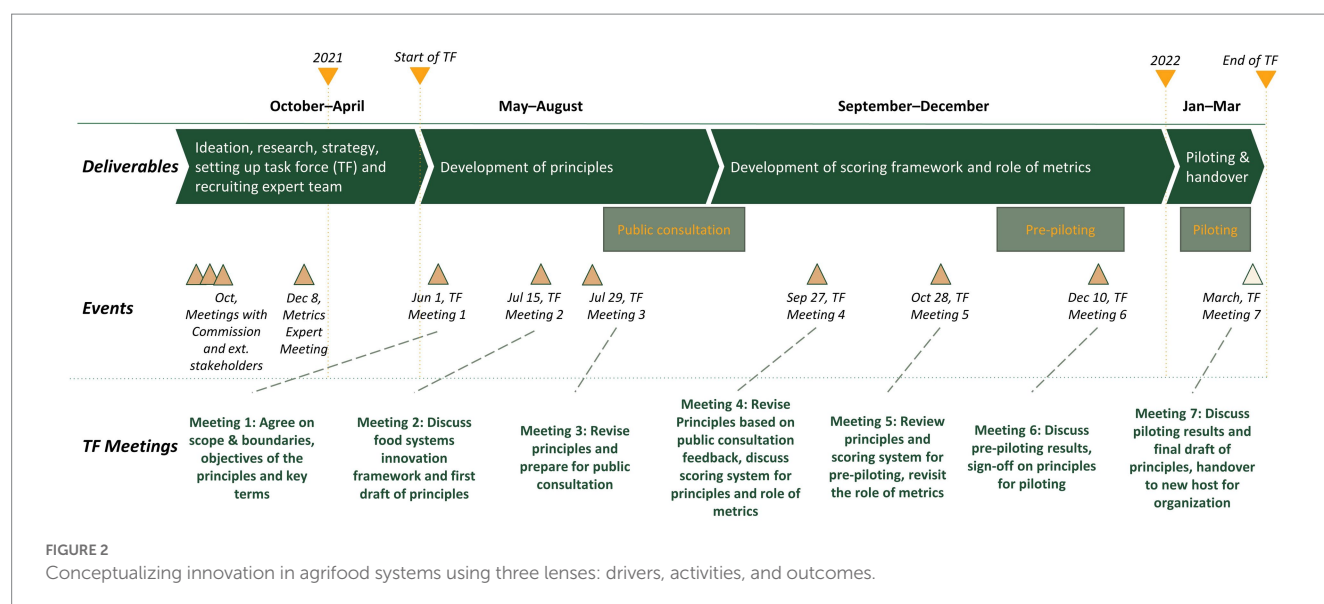 2021
Start of TF
2022
End of TF
October–April
May–August
September–December
Jan–Mar
Deliverables
Ideation, research, strategy,
setting up task force (TF) and
recruiting expert team
Development of principles
Development of scoring framework and role of metrics
Piloting &
handover
Public consultation
Pre-piloting
Piloting
Events
Oct,
Meetings with
Commission
and ext.
stakeholders
Dec 8,
Metrics
Expert
Meeting
Jun 1, TF
Meeting 1
Jul 15, TF
Meeting 2
Jul 29, TF
Meeting 3
Sep 27, TF
Meeting 4
Oct 28, TF
Meeting 5
Dec 10, TF
Meeting 6
March, TF
Meeting 7
TF Meetings
Meeting 1: Agree on
scope & boundaries,
objectives of the
principles and key
terms
Meeting 2: Discuss
food systems
innovation
framework and first
draft of principles
Meeting 3: Revise
principles and
prepare for public
consultation
Meeting 4: Revise
Principles based on
public consultation
feedback, discuss
scoring system for
principles and role of
metrics
Meeting 5: Review
principles and
scoring system for
pre-piloting, revisit
the role of metrics
Meeting 6: Discuss
pre-piloting results,
sign-off on principles
for piloting
Meeting 7: Discuss
piloting results and
final draft of
principles, handover
to new host for
organization
FIGURE 2
Conceptualizing innovation in agrifood systems using three lenses: drivers, activities, and outcomes.